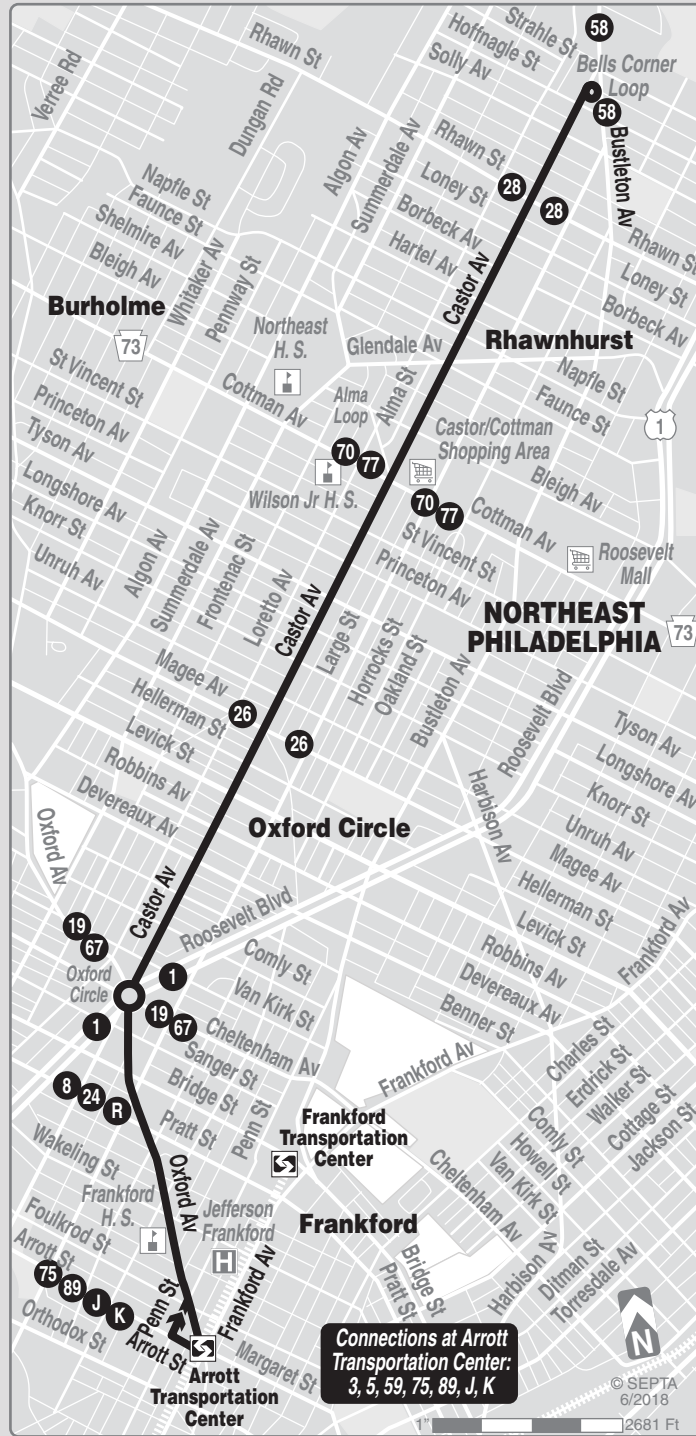 Strahle St
58
Hoffnagle St
Rhawn St
Solly Av
Bells Corner
Loop
Verree Rd
Dungan Rd
58
Bustleton Av
Algon Av
Summerdale Av
Rhawn St
Loney St
28
28
Napfle St
Faunce St
Shelmire Av
Bleigh Av
Borbeck Av
Hartel Av
Rhawn St
Loney St
Borbeck Av
Whitaker Av
Pennway St
Castor Av
Burholme
73
Northeast
H. S.
Glendale Av
Rhawnhurst
Napfle St
Faunce St
1
St Vincent St
Princeton Av
Tyson Av
Longshore Av
Knorr St
Unruh Av
Cottman Av
Alma
Loop
Alma St
Castor/Cottman
Shopping Area
70
77
Wilson Jr H. S.
Bleigh Av
70
77
Cottman Av
St Vincent St
Princeton Av
Roosevelt
Mall
Algon Av
Summerdale Av
Frontenac St
Loretto Av
Castor Av
NORTHEAST
PHILADELPHIA
73
Large St
Horrocks St
Oakland St
Bustleton Av
Roosevelt Blvd
Magee Av
Hellerman St
Levick St
Robbins Av
Devereaux Av
26
26
Tyson Av
Longshore Av
Knorr St
Unruh Av
Magee Av
Hellerman St
Levick St
Robbins Av
Devereaux Av
Benner St
Harbison Av
Oxford Circle
Oxford Av
Castor Av
Roosevelt Blvd
Frankford Av
19
67
Oxford
Circle
1
1
19
67
Comly St
Van Kirk St
Cheltenham Av
Sanger St
Bridge St
Pratt St
Penn St
Frankford Av
Charles St
Erdrick St
Walker St
Cottage St
Jackson St
8
24
R
Frankford
Transportation
Center
Comly St
Howell St
Van Kirk St
Cheltenham Av
Wakeling St
Oxford Av
Frankford
H. S.
Jefferson
Frankford
H
Frankford
Foulkrod St
Arrott St
75
89
J
K
Orthodox St
Penn St
Arrott St
Frankford Av
Bridge St
Pratt St
Harbison Av
Ditman St
Torresdale Av
Margaret St
Arrott
Transportation
Center
Connections at Arrott
Transportation Center:
3, 5, 59, 75, 89, J, K
N
© SEPTA
6/2018
1"
2681 Ft